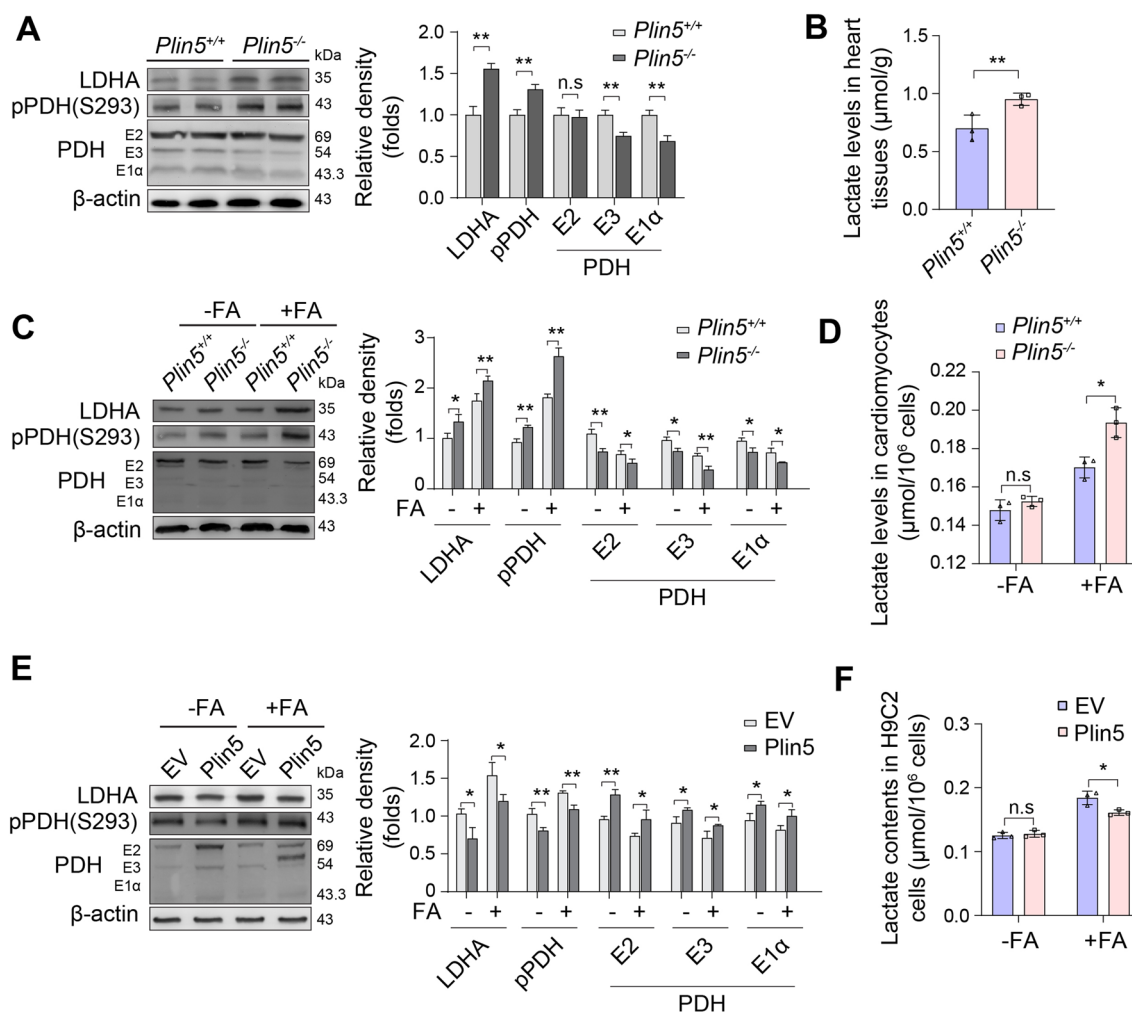 A
Plin5+/+ Plin5-/-
kDa
LDHA 35
pPDH(S293) 43
PDH
E2 69
E3 54
E1α 43.3
β-actin 43
Relative density
(folds)
2.0
1.5
1.0
0.5
0.0
Plin5+/+
Plin5-/-
** ** n.s ** **
LDHA pPDH E2 E3 E1α
PDH
B
Lactate levels in heart
tissues (μmol/g)
1.5
1.0
0.5
0.0
**
Plin5+/+ Plin5-/-
C
-FA +FA
Plin5+/+ Plin5-/- Plin5+/+ Plin5-/-
kDa
LDHA 35
pPDH(S293) 43
PDH
E2 69
E3 54
E1α 43.3
β-actin 43
Relative density
(folds)
3
2
1
0
Plin5+/+
Plin5-/-
* ** ** ** ** * * ** * *
FA - + - + - + - + - +
LDHA pPDH E2 E3 E1α
PDH
D
Plin5+/+
Plin5-/-
Lactate levels in cardiomyocytes
(μmol/10⁶ cells)
0.22
0.20
0.18
0.16
0.14
0.12
n.s *
-FA +FA
E
-FA +FA
EV Plin5 EV Plin5
kDa
LDHA 35
pPDH(S293) 43
PDH
E2 69
E3 54
E1α 43.3
β-actin 43
Relative density
(folds)
2.0
1.5
1.0
0.5
0
EV
Plin5
* * ** ** ** * * * * *
FA - + - + - + - + - +
LDHA pPDH E2 E3 E1α
PDH
F
EV
Plin5
Lactate contents in H9C2
cells (μmol/10⁶ cells)
0.3
0.2
0.1
0.0
n.s *
-FA +FA